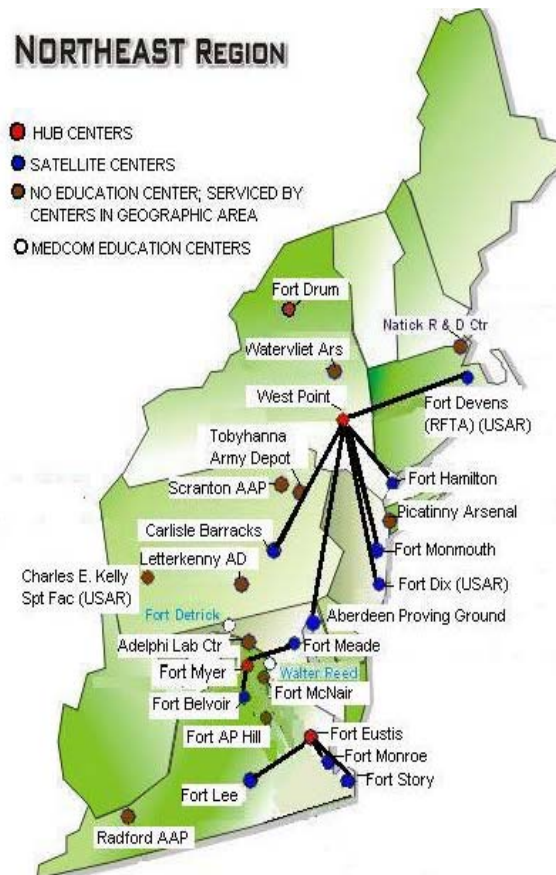 NORTHEAST REGION
HUB CENTERS
SATELLITE CENTERS
NO EDUCATION CENTER; SERVICED BY
CENTERS IN GEOGRAPHIC AREA
MEDCOM EDUCATION CENTERS
Fort Drum
Natick R & D Ctr
Watervliet Ars
West Point
Fort Devens
(RFTA) (USAR)
Tobyhanna
Army Depot
Scranton AAP
Fort Hamilton
Picatinny Arsenal
Carlisle Barracks
Fort Monmouth
Letterkenny AD
Charles E. Kelly
Spt Fac (USAR)
Fort Dix (USAR)
Fort Detrick
Aberdeen Proving Ground
Adelphi Lab Ctr
Fort Meade
Fort Myer
Walter Reed
Fort McNair
Fort Belvoir
Fort AP Hill
Fort Eustis
Fort Monroe
Fort Story
Fort Lee
Radford AAP